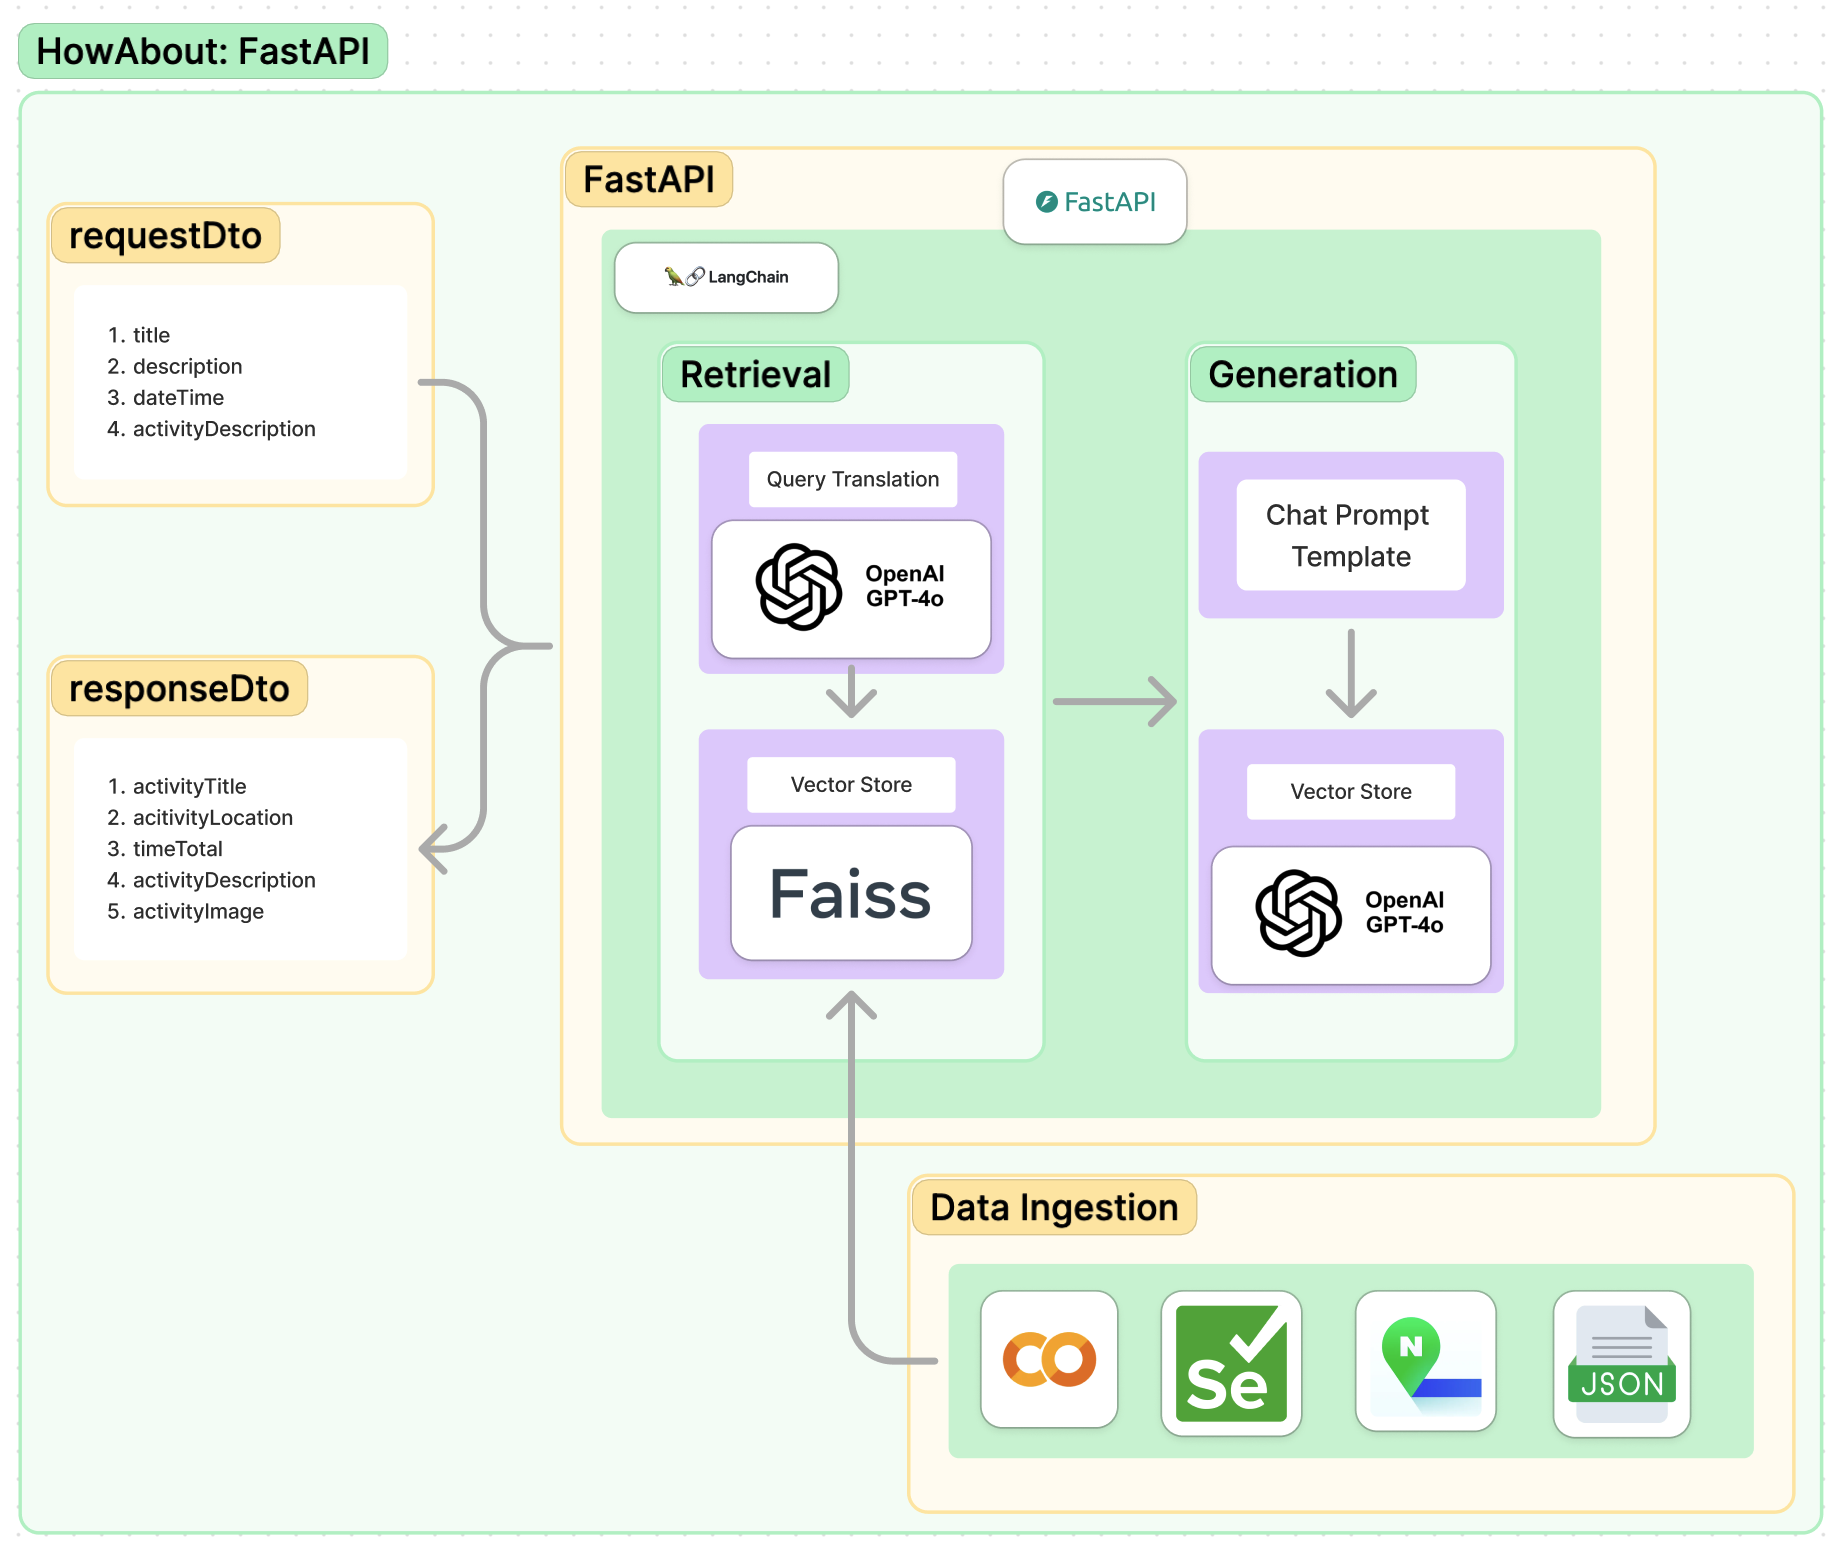 HowAbout: FastAPI
requestDto
1. title
2. description
3. dateTime
4. activityDescription
responseDto
1. activityTitle
2. acitivityLocation
3. timeTotal
4. activityDescription
5. activityImage
FastAPI
FastAPI
LangChain
Retrieval
Query Translation
OpenAI
GPT-4o
Vector Store
Faiss
Generation
Chat Prompt
Template
Vector Store
OpenAI
GPT-4o
Data Ingestion
Se
N
JSON